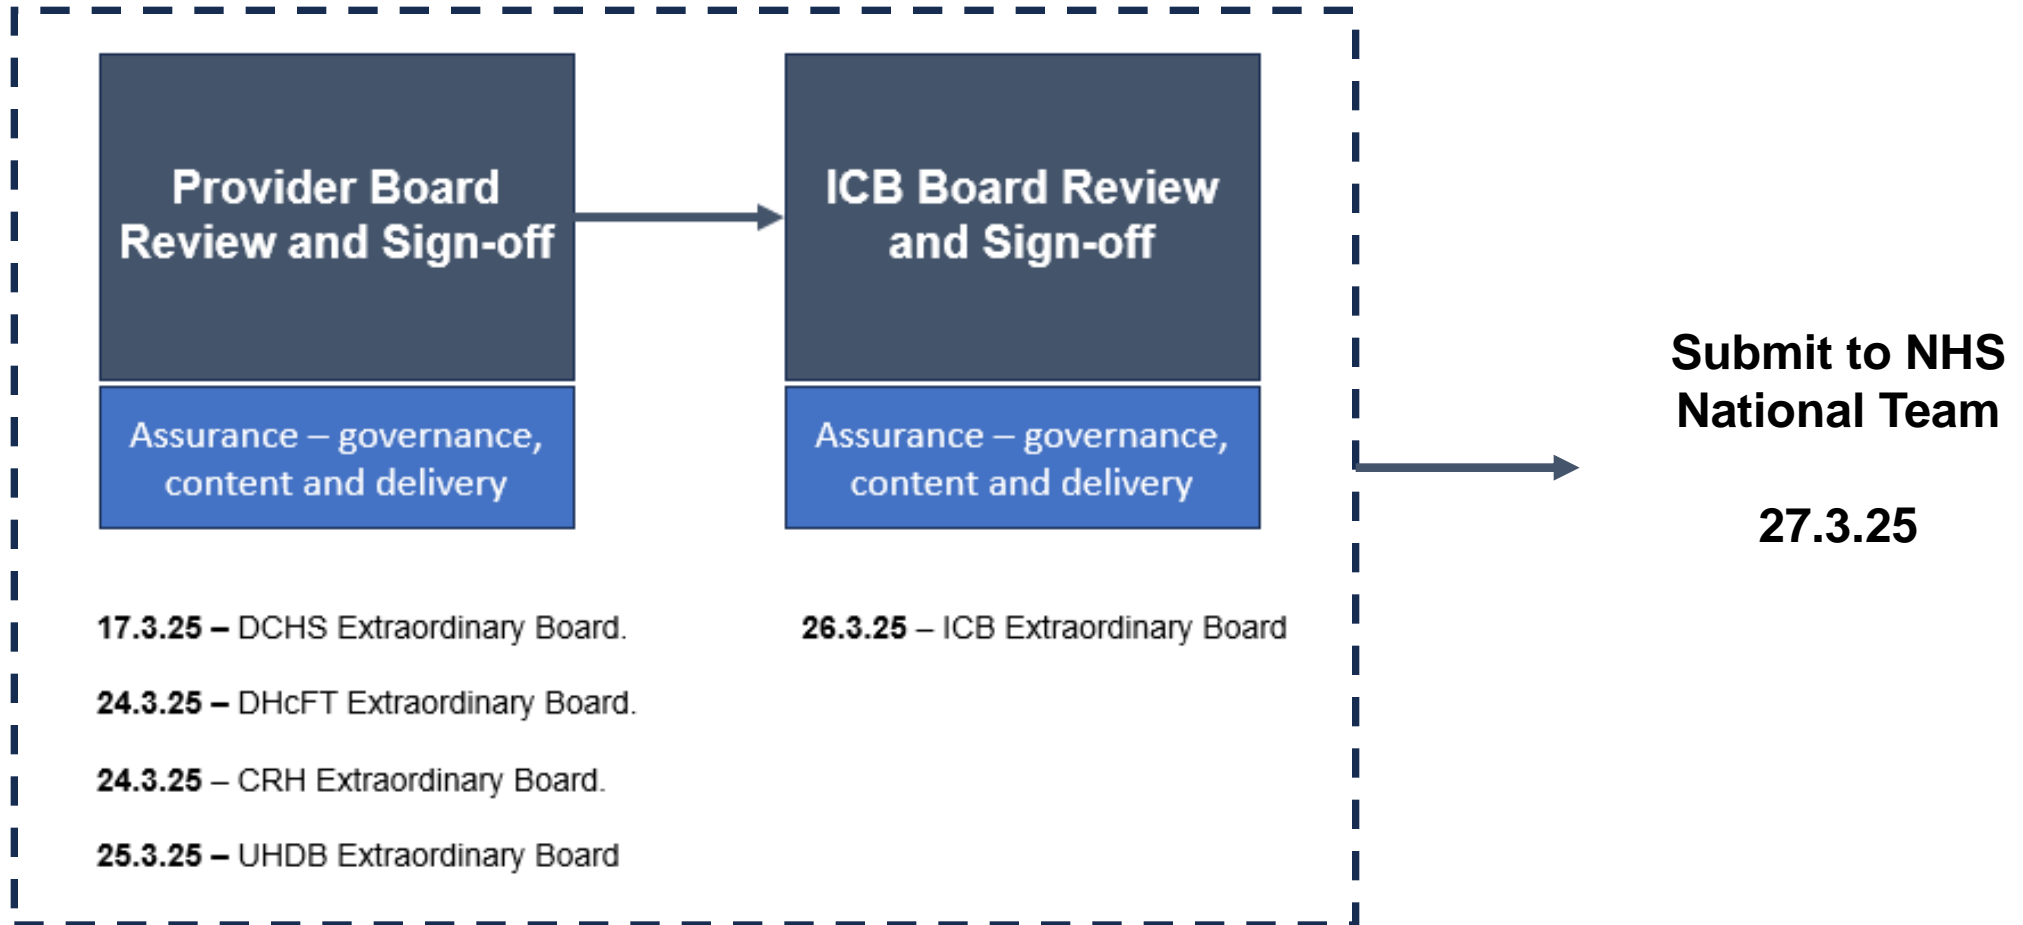 Provider Board
Review and Sign-off
Assurance – governance,
content and delivery
17.3.25 – DCHS Extraordinary Board.
24.3.25 – DHcFT Extraordinary Board.
24.3.25 – CRH Extraordinary Board.
25.3.25 – UHDB Extraordinary Board
ICB Board Review
and Sign-off
Assurance – governance,
content and delivery
26.3.25 – ICB Extraordinary Board
Submit to NHS
National Team
27.3.25